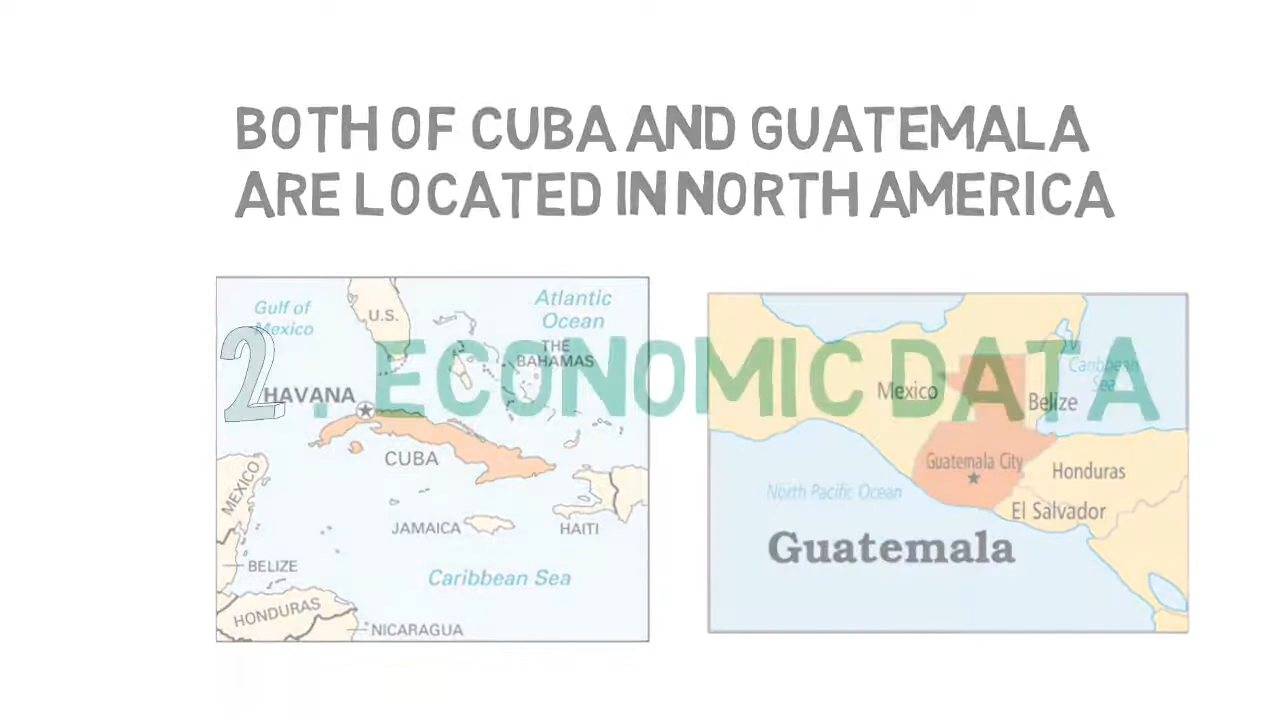 BOTH OF CUBA AND GUATEMALA
ARE LOCATED IN NORTH AMERICA
2. ECONOMIC DATA
Gulf of
Mexico
U.S.
Atlantic
Ocean
THE
BAHAMAS
HAVANA
CUBA
MEXICO
JAMAICA
HAITI
BELIZE
Caribbean Sea
HONDURAS
NICARAGUA
Mexico
Caribbean
Sea
Belize
Guatemala City
Honduras
North Pacific Ocean
El Salvador
Guatemala